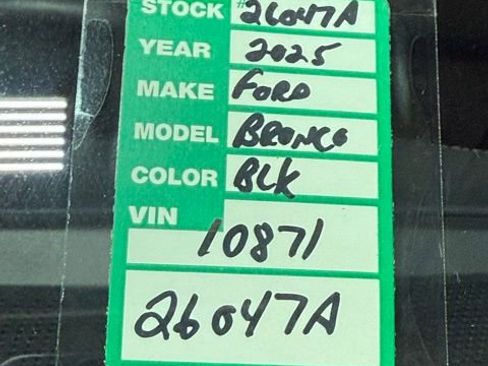 STOCK # 26047A
YEAR 2025
MAKE FORD
MODEL BRONCO
COLOR BLK
VIN
10871
26047A